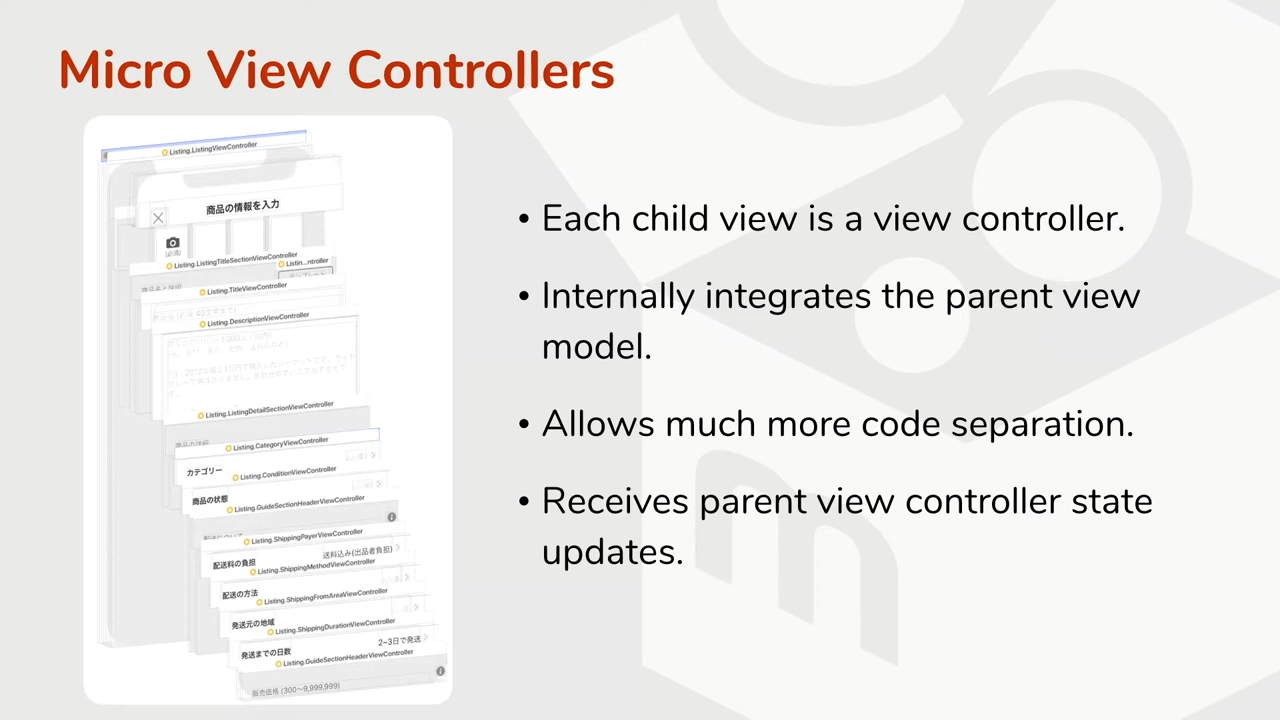 Micro View Controllers
Listing.ListingViewController
商品の情報を入力
(必須)
Listing.ListingTitleSectionViewController
Listin...ntroller
Listing.TitleViewController
Listing.DescriptionViewController
Listing.ListingDetailSectionViewController
Listing.CategoryViewController
カテゴリー
Listing.ConditionViewController
商品の状態
Listing.GuideSectionHeaderViewController
Listing.ShippingPayerViewController
配送料の負担
送料込み(出品者負担)
Listing.ShippingMethodViewController
配送の方法
Listing.ShippingFromAreaViewController
発送元の地域
Listing.ShippingDurationViewController
発送までの日数
2~3日で発送
Listing.GuideSectionHeaderViewController
販売価格 (300〜9,999,999)
• Each child view is a view controller.
• Internally integrates the parent view
model.
• Allows much more code separation.
• Receives parent view controller state
updates.